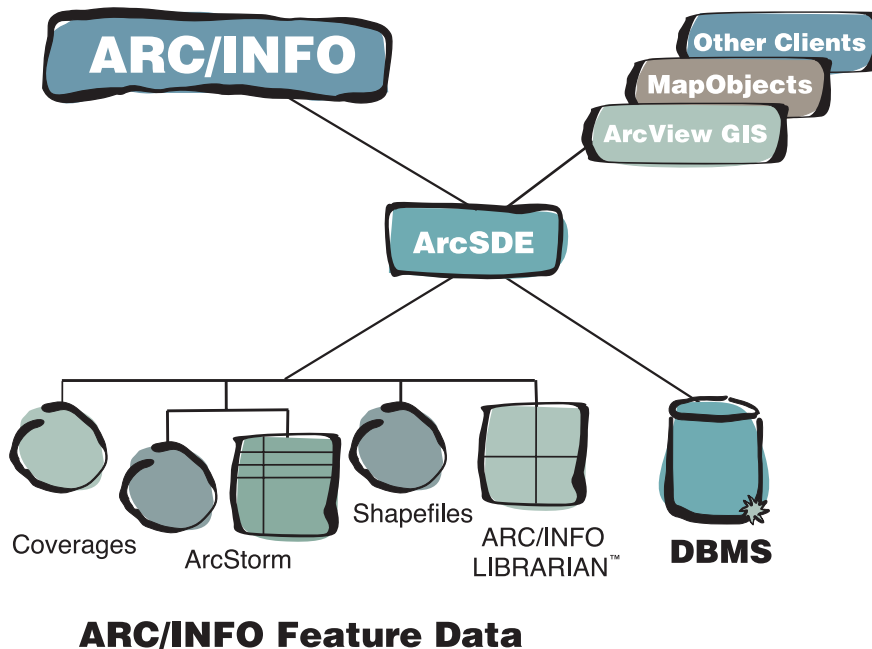 ARC/INFO
Other Clients
MapObjects
ArcView GIS
ArcSDE
Coverages
ArcStorm
Shapefiles
ARC/INFO
LIBRARIAN™
DBMS
ARC/INFO Feature Data